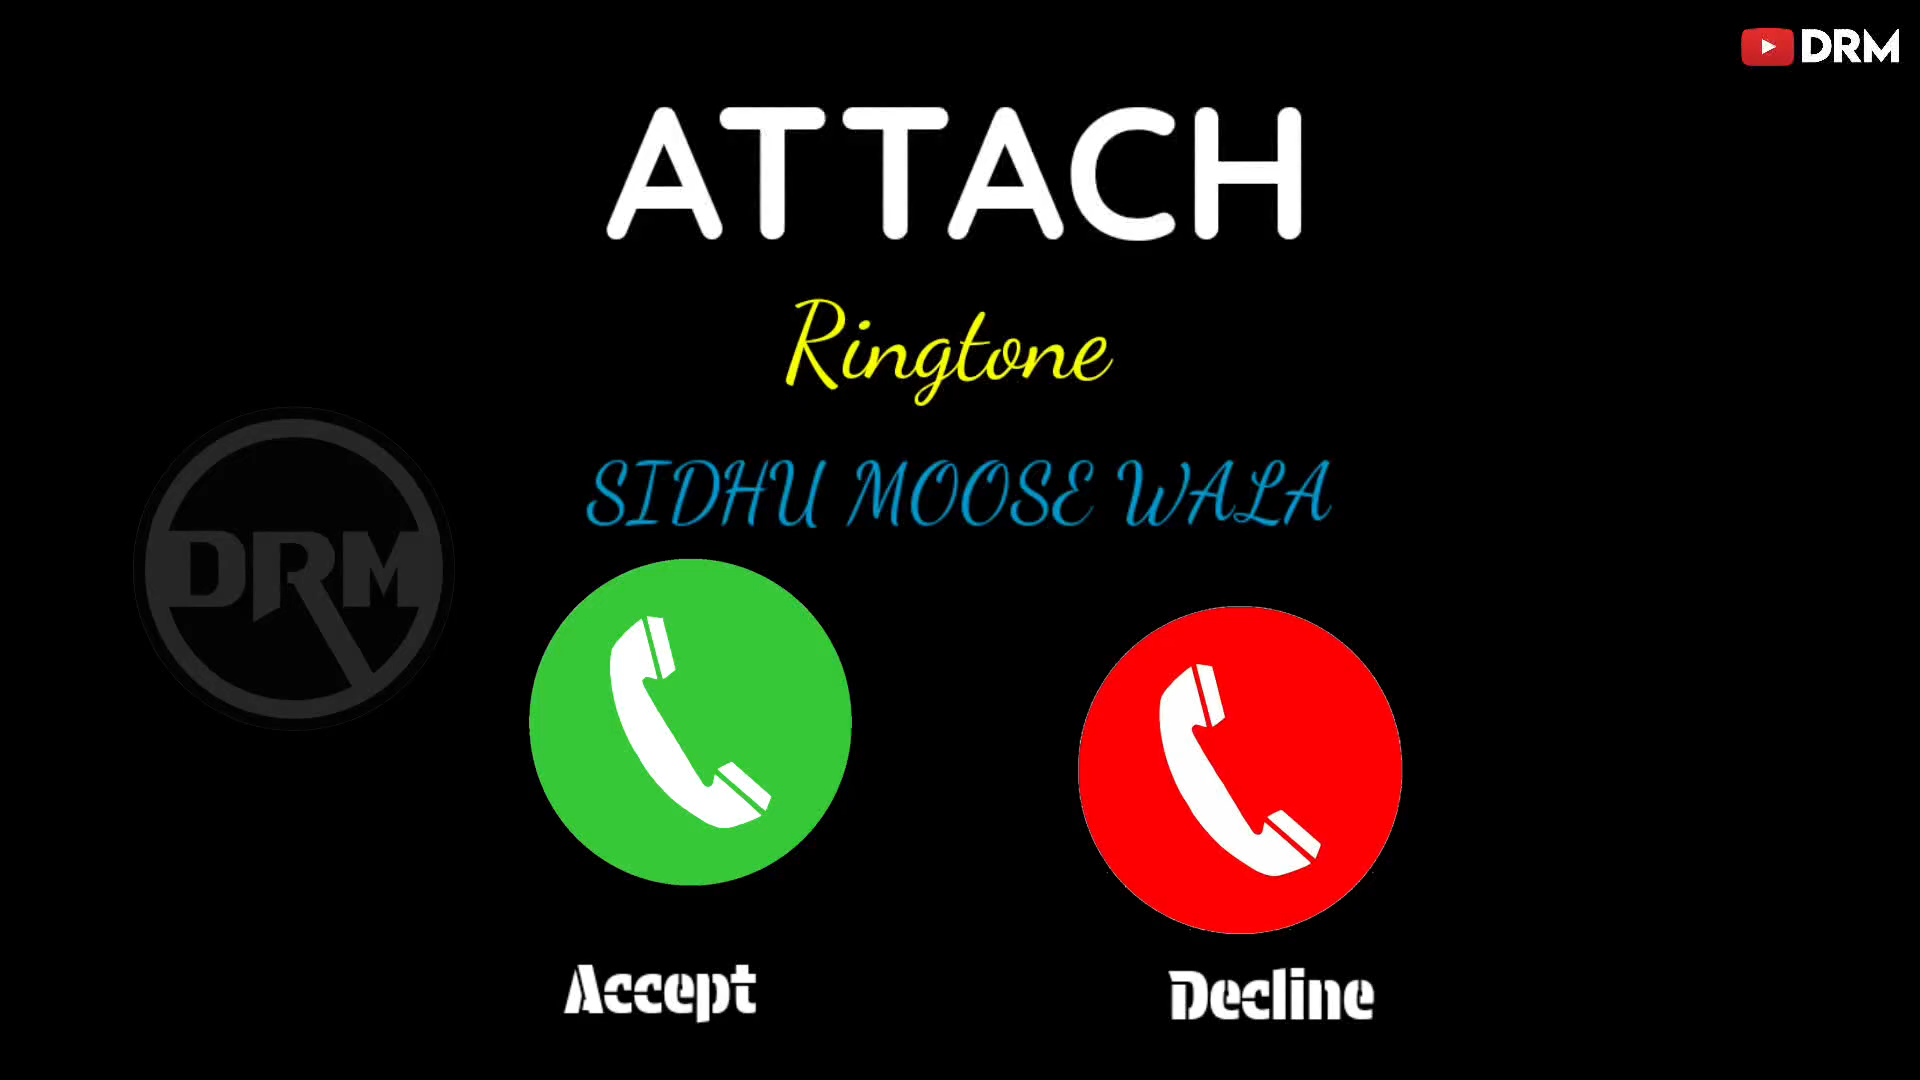 DRM
ATTACH
Ringtone
SIDHU MOOSE WALA
DRM
Accept
Decline